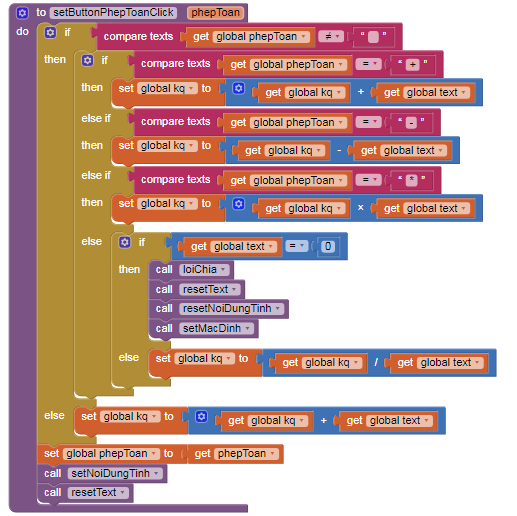 to setButtonPhepToanClick phepToan
do if compare texts get global phepToan ≠ " "
then if compare texts get global phepToan = " + "
then set global kq to get global kq + get global text
else if compare texts get global phepToan = " - "
then set global kq to get global kq - get global text
else if compare texts get global phepToan = " * "
then set global kq to get global kq × get global text
else if get global text = 0
then call loiChia
call resetText
call resetNoiDungTinh
call setMacDinh
else set global kq to get global kq / get global text
else set global kq to get global kq + get global text
set global phepToan to get phepToan
call setNoiDungTinh
call resetText